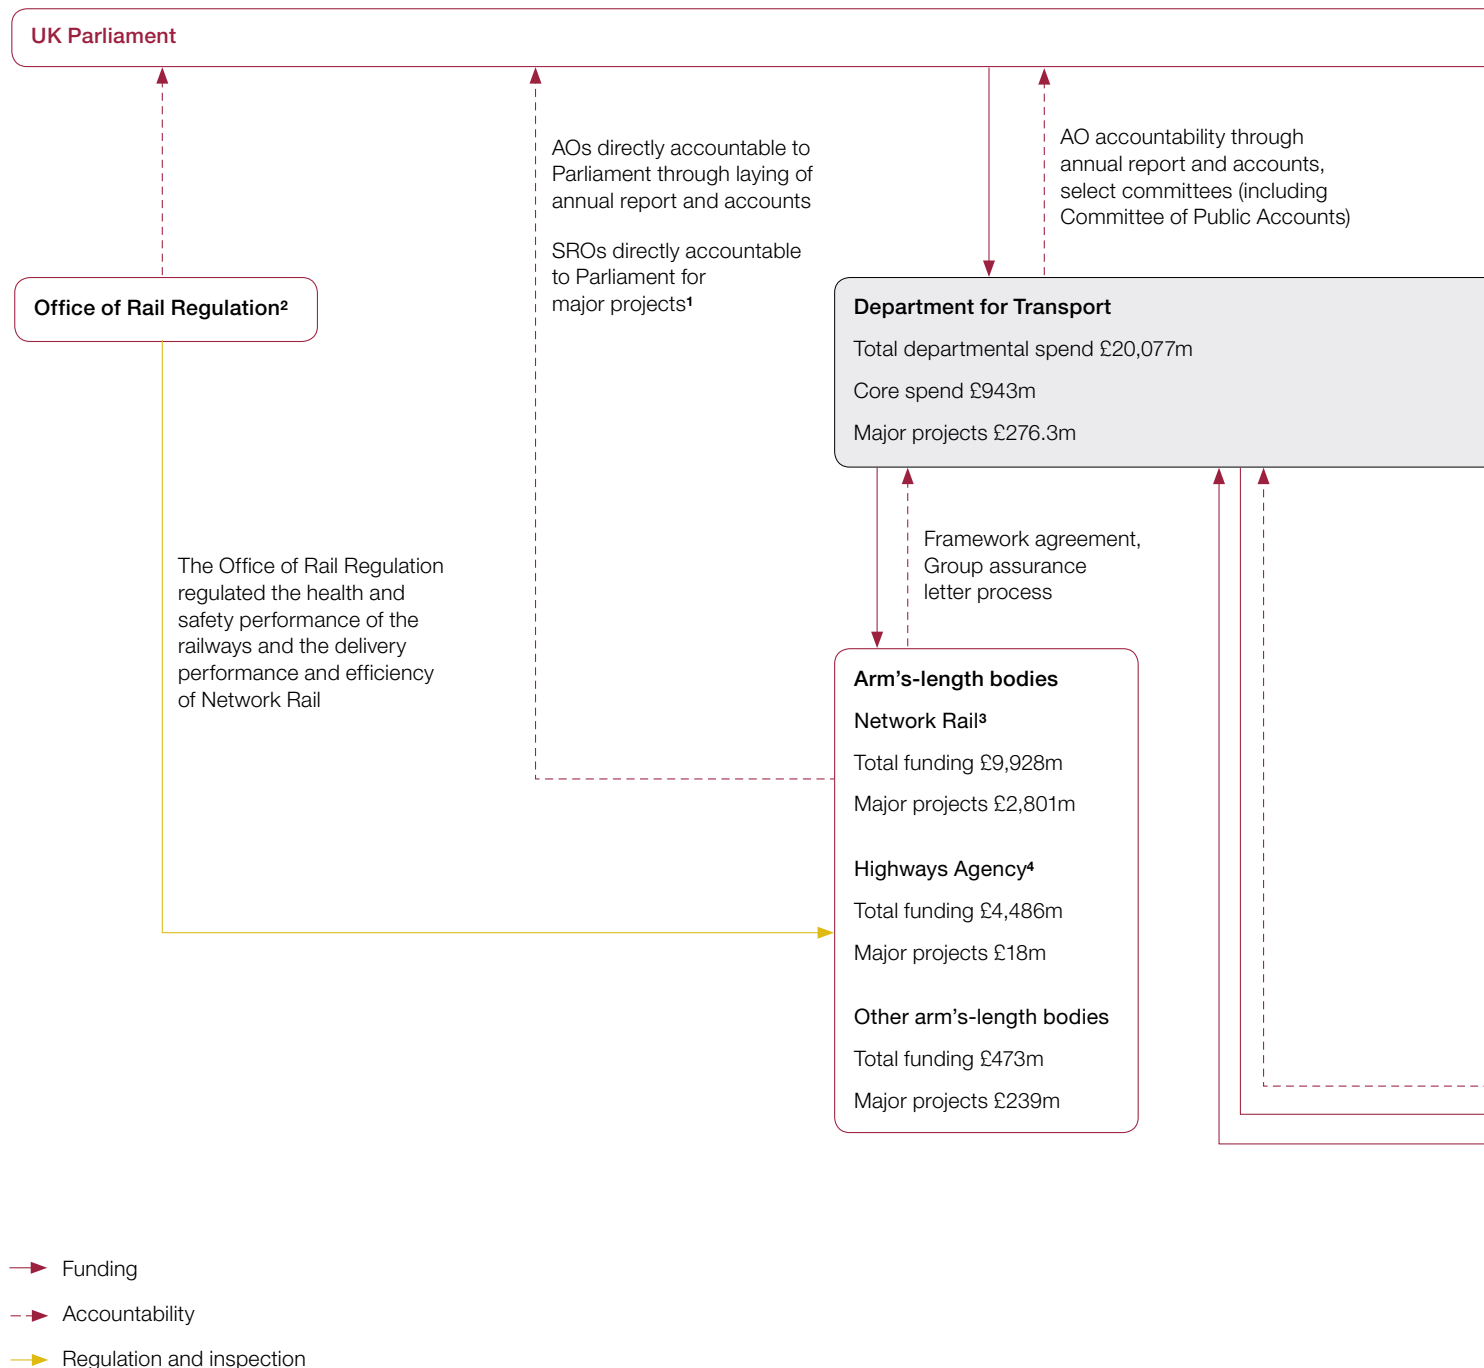 UK Parliament
AOs directly accountable to
Parliament through laying of
annual report and accounts
SROs directly accountable
to Parliament for
major projects¹
AO accountability through
annual report and accounts,
select committees (including
Committee of Public Accounts)
Office of Rail Regulation²
Department for Transport
Total departmental spend £20,077m
Core spend £943m
Major projects £276.3m
The Office of Rail Regulation
regulated the health and
safety performance of the
railways and the delivery
performance and efficiency
of Network Rail
Framework agreement,
Group assurance
letter process
Arm’s-length bodies
Network Rail³
Total funding £9,928m
Major projects £2,801m
Highways Agency⁴
Total funding £4,486m
Major projects £18m
Other arm’s-length bodies
Total funding £473m
Major projects £239m
Funding
Accountability
Regulation and inspection